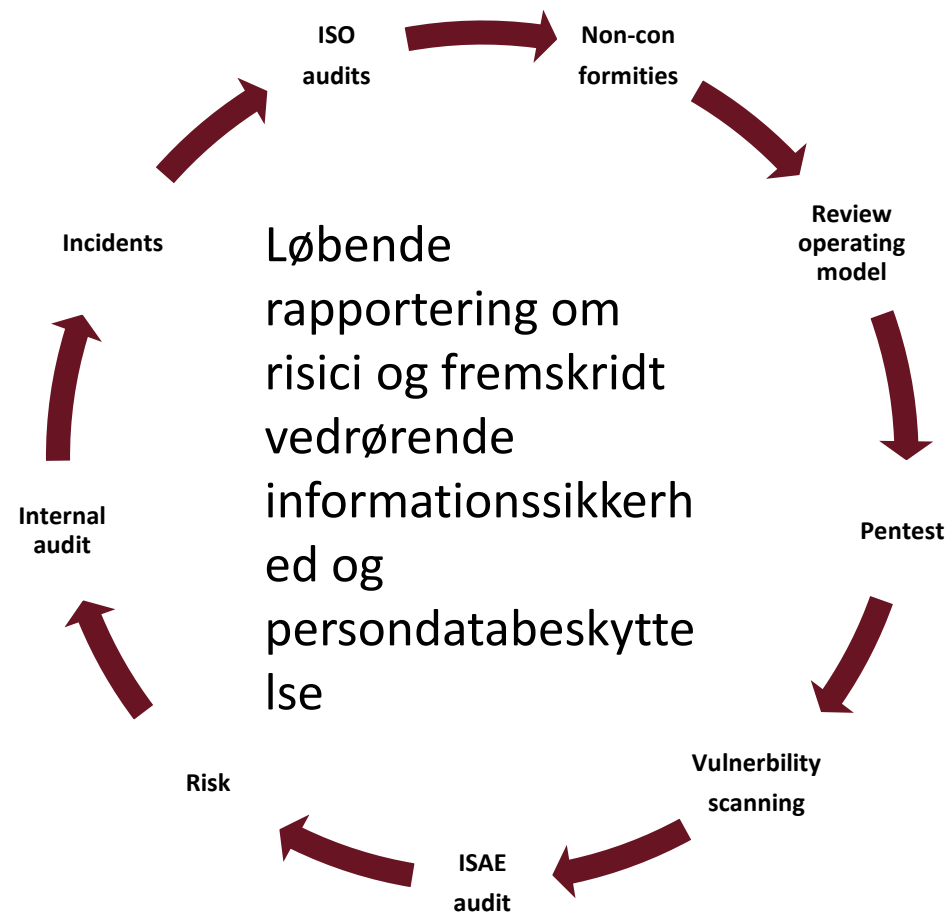 ISO
audits
Non-con
formities
Review
operating
model
Pentest
Vulnerbility
scanning
ISAE
audit
Risk
Internal
audit
Incidents
Løbende
rapportering om
risici og fremskridt
vedrørende
informationssikkerh
ed og
persondatabeskytte
lse